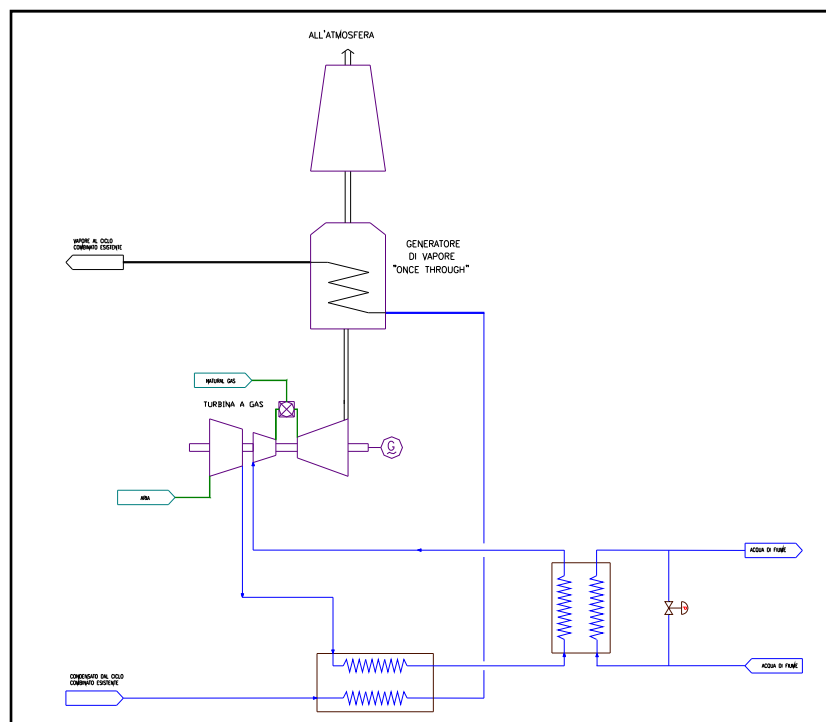 ALL'ATMOSFERA
VAPORE AL CICLO
COMBINATO ESISTENTE
GENERATORE
DI VAPORE
"ONCE THROUGH"
NATURAL GAS
TURBINA A GAS
G
ARIA
ACQUA DI FIUME
ACQUA DI FIUME
CONDENSATO DAL CICLO
COMBINATO ESISTENTE